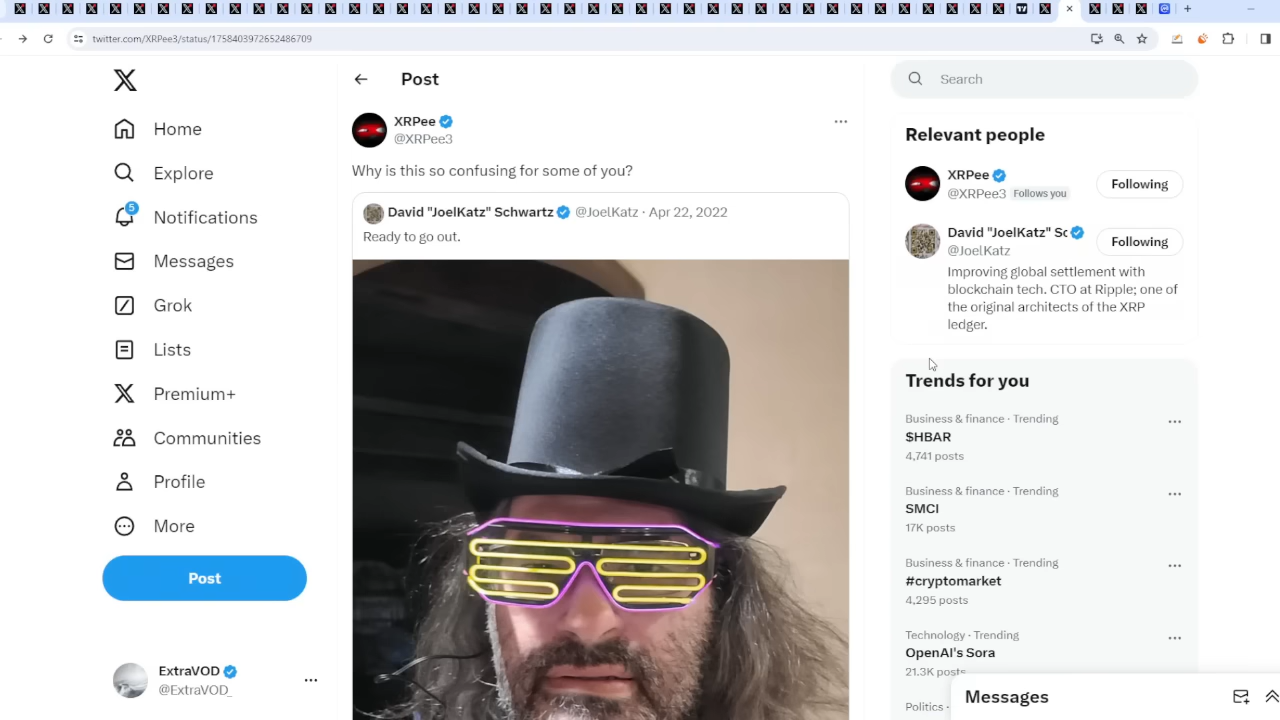 twitter.com/XRPee3/status/1758403972652486709
Post
Search
XRPee
@XRPee3
Why is this so confusing for some of you?
David "JoelKatz" Schwartz @JoelKatz · Apr 22, 2022
Ready to go out.
Home
Explore
5
Notifications
Messages
Grok
Lists
Premium+
Communities
Profile
More
Post
ExtraVOD
@ExtraVOD_
Relevant people
XRPee
@XRPee3 Follows you
Following
David "JoelKatz" Sc
@JoelKatz
Following
Improving global settlement with
blockchain tech. CTO at Ripple; one of
the original architects of the XRP
ledger.
Trends for you
Business & finance · Trending
$HBAR
4,741 posts
Business & finance · Trending
SMCI
17K posts
Business & finance · Trending
#cryptomarket
4,295 posts
Technology · Trending
OpenAI's Sora
21.3K posts
Politics ·
Messages